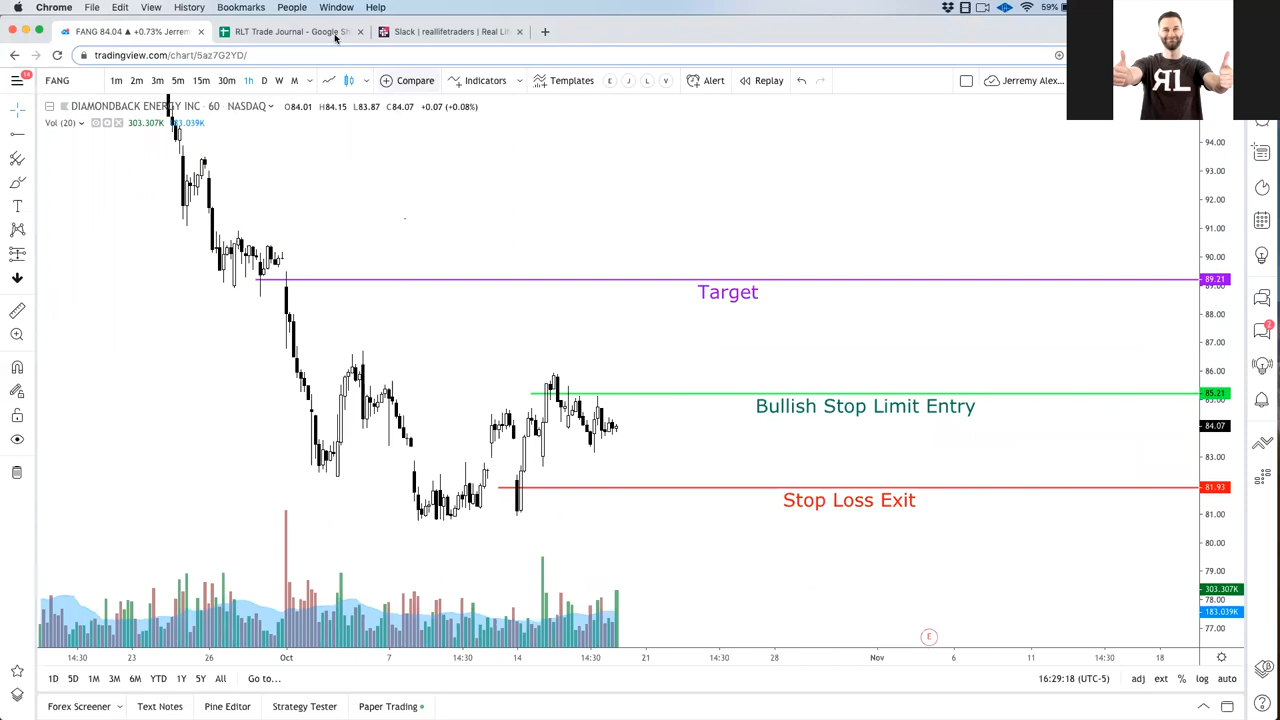 Chrome File Edit View History Bookmarks People Window Help 59%
FANG 84.04 ▲ +0.73% Jerrem
RLT Trade Journal - Google Sh
Slack | reallifetraders | Real Lif
tradingview.com/chart/5az7G2YD/
14 FANG 1m 2m 3m 5m 15m 30m 1h D W M Compare Indicators Templates E J L V Alert Replay Jeremy Alex...
RL
DIAMONDBACK ENERGY INC · 60 NASDAQ O84.01 H84.15 L83.87 C84.07 +0.07 (+0.08%)
Vol (20) 303.307K
94.00
93.00
92.00
91.00
90.00
89.21
Target
88.00
87.00
86.00
85.21
Bullish Stop Limit Entry
84.07
83.00
81.93
Stop Loss Exit
81.00
80.00
79.00
303.307K
78.00
183.039K
77.00
E
2
14:30 23 26 Oct 7 14:30 14 14:30 21 14:30 28 Nov 6 11 14:30 18
1D 5D 1M 3M 6M YTD 1Y 5Y All Go to... 16:29:18 (UTC-5) adj ext % log auto
Forex Screener Text Notes Pine Editor Strategy Tester Paper Trading